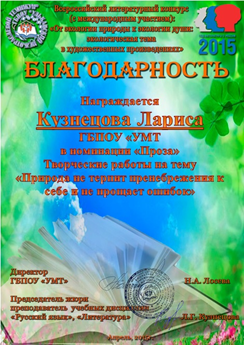 Всероссийский литературный конкурс
(с международным участием):
«От экологии природы к экологии души:
экологическая тема
в художественных произведениях»
2015
БЛАГОДАРНОСТЬ
Награждается
Кузнецова Лариса
ГБПОУ «УМТ
в номинации «Проза»
Творческие работы на тему
«Природа не терпит пренебрежения к
себе и не прощает ошибок»
Директор
ГБПОУ «УМТ»
Н.А. Лосева
Председатель жюри
преподаватель учебных дисциплин
«Русский язык», «Литература»
Кузнецова
Апрель,